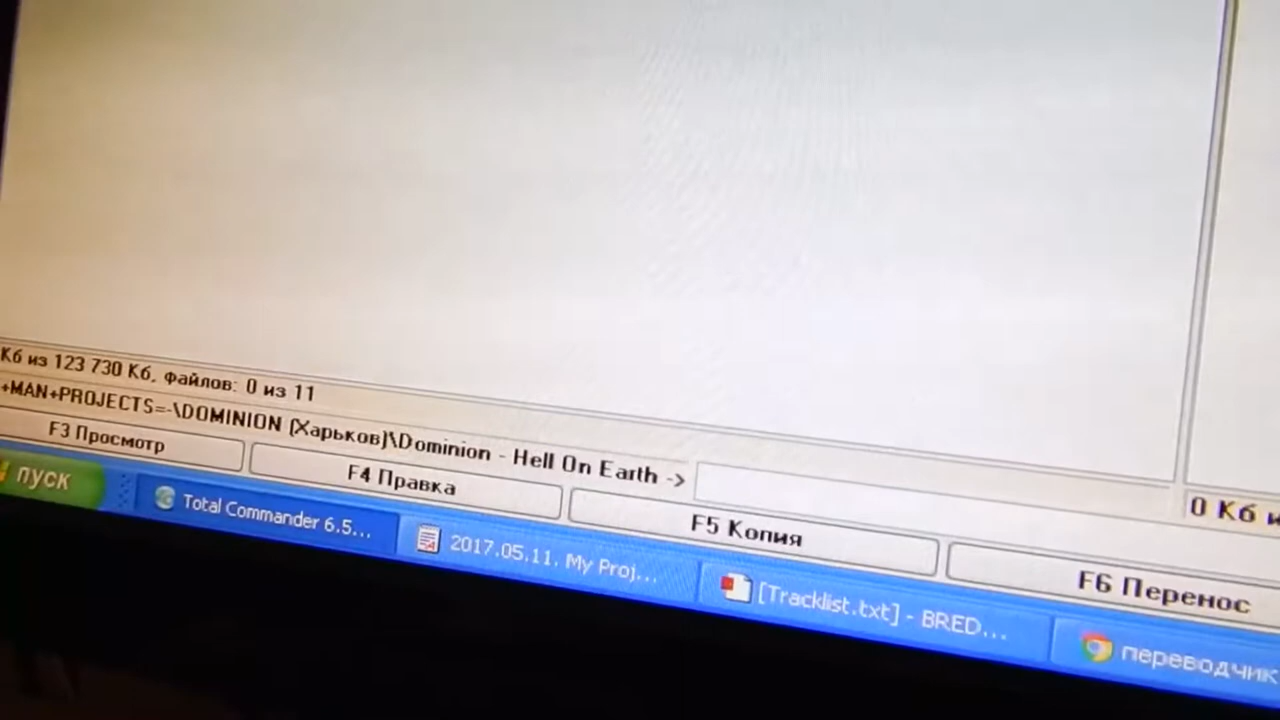 Кб из 123 730 Кб, файлов: 0 из 11
+MAN+PROJECTS=-\DOMINION (Харьков)\Dominion - Hell On Earth ->
0 Кб и
F3 Просмотр
F4 Правка
F5 Копия
F6 Перенос
пуск
Total Commander 6.5...
2017.05.11. My Proj...
[Tracklist.txt] - BRED...
переводчик